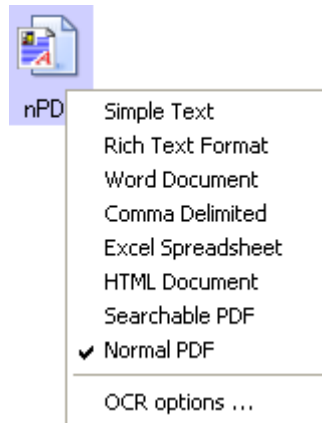 nPD
Simple Text
Rich Text Format
Word Document
Comma Delimited
Excel Spreadsheet
HTML Document
Searchable PDF
Normal PDF
OCR options ...